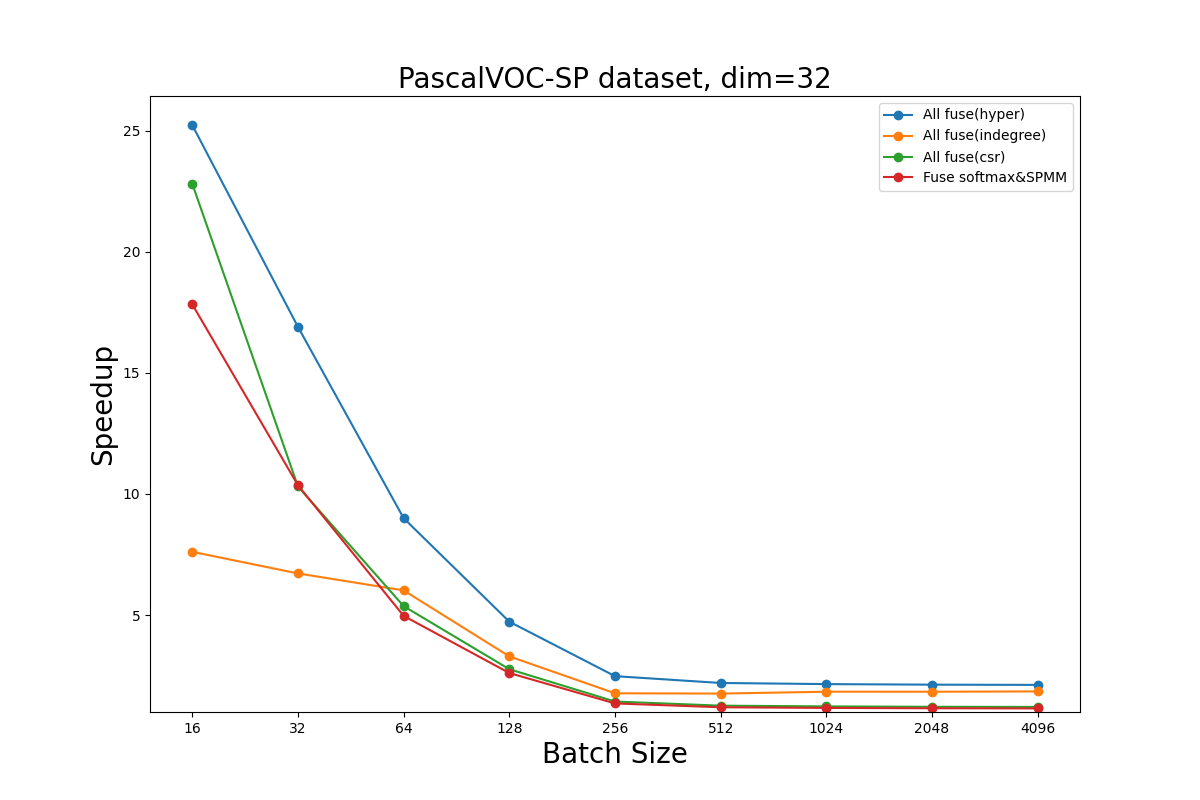 PascalVOC-SP dataset, dim=32
All fuse(hyper)
All fuse(indegree)
All fuse(csr)
Fuse softmax&SPMM
Speedup
25
20
15
10
5
16 32 64 128 256 512 1024 2048 4096
Batch Size